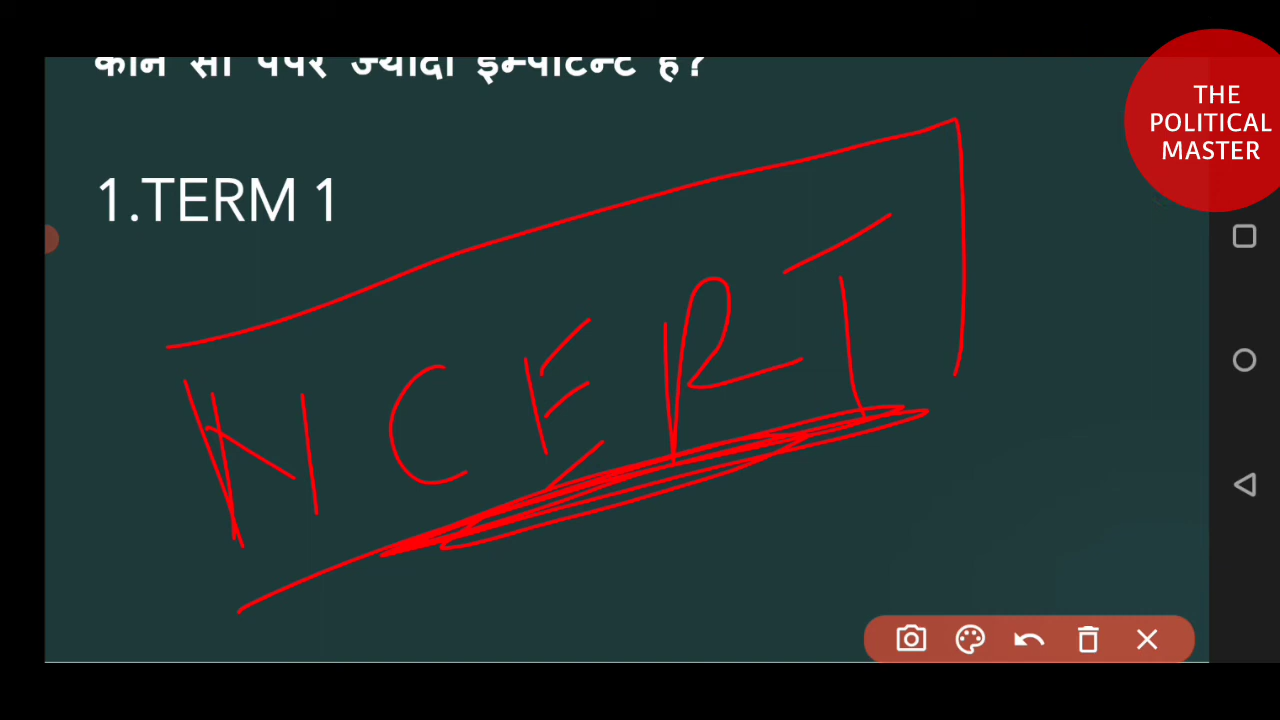 कौन सा पेपर ज्यादा इम्पोर्टेन्ट है?
THE
POLITICAL
MASTER
1.TERM 1
NCERT